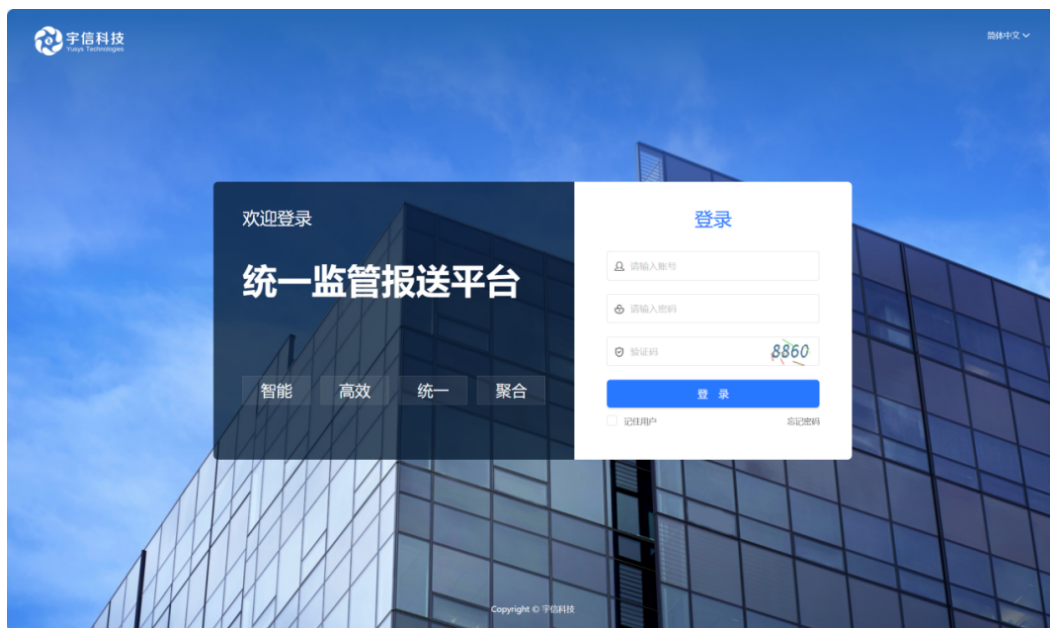 宇信科技
Yusys Technologies
简体中文
欢迎登录
统一监管报送平台
智能 高效 统一 聚合
登录
请输入账号
请输入密码
验证码 8860
登 录
记住用户 忘记密码
Copyright © 宇信科技